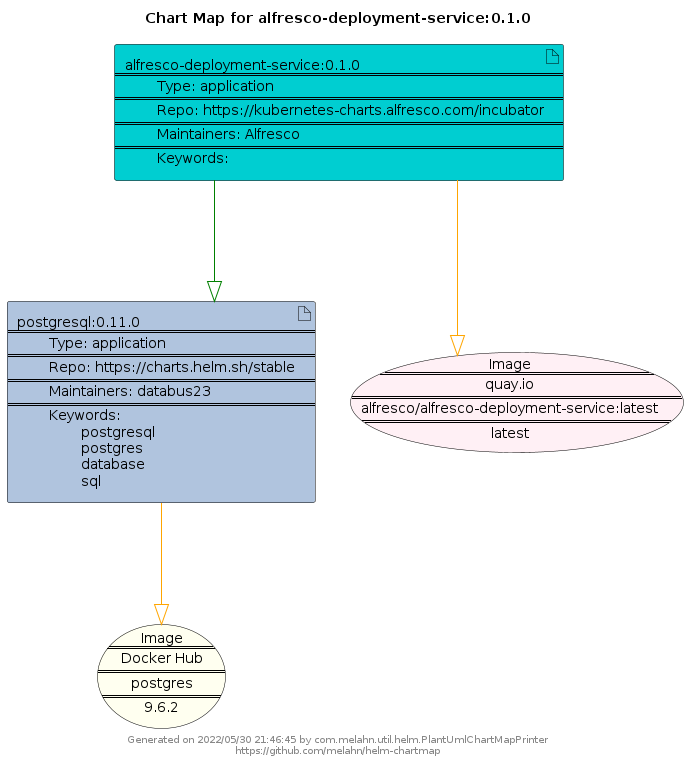 Chart Map for alfresco-deployment-service:0.1.0
alfresco-deployment-service:0.1.0
Type: application
Repo: https://kubernetes-charts.alfresco.com/incubator
Maintainers: Alfresco
Keywords:
postgresql:0.11.0
Type: application
Repo: https://charts.helm.sh/stable
Maintainers: databus23
Keywords:
postgresql
postgres
database
sql
Image
quay.io
alfresco/alfresco-deployment-service:latest
latest
Image
Docker Hub
postgres
9.6.2
Generated on 2022/05/30 21:46:45 by com.melahn.util.helm.PlantUmlChartMapPrinter
https://github.com/melahn/helm-chartmap